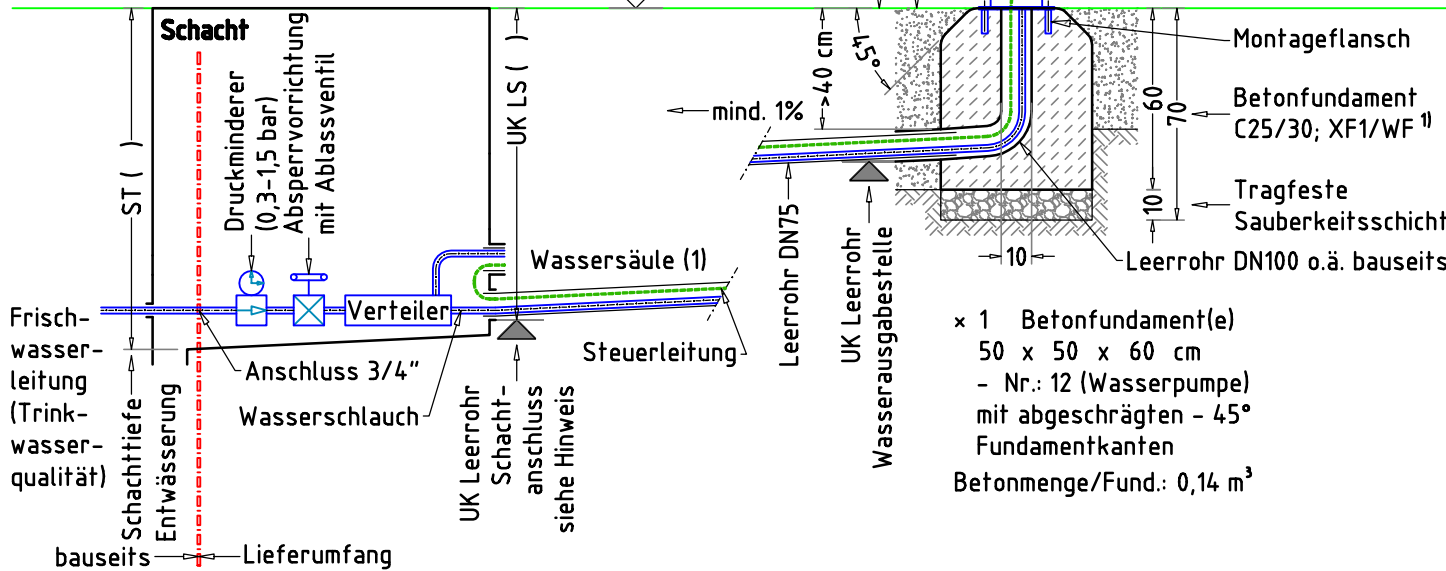 Schacht
ST ( )
Druckminderer
(0,3-1,5 bar)
Absperrvorrichtung
mit Ablassventil
UK LS ( )
Wassersäule (1)
Verteiler
Frisch-
wasser-
leitung
(Trink-
wasser-
qualität)
Schachttiefe
Entwässerung
Anschluss 3/4"
Wasserschlauch
Steuerleitung
UK Leerrohr
Schacht-
anschluss
siehe Hinweis
bauseits
Lieferumfang
mind. 1%
>40 cm
45°
Leerrohr DN75
UK Leerrohr
Wasserausgabestelle
10
60
70
10
Montageflansch
Betonfundament
C25/30; XF1/WF 1)
Tragfeste
Sauberkeitsschicht
Leerrohr DN100 o.ä. bauseits
× 1 Betonfundament(e)
50 x 50 x 60 cm
- Nr.: 12 (Wasserpumpe)
mit abgeschrägten - 45°
Fundamentkanten
Betonmenge/Fund.: 0,14 m³